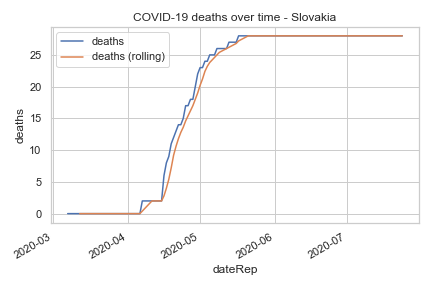 COVID-19 deaths over time - Slovakia
deaths
deaths (rolling)
deaths
25
20
15
10
5
0
2020-03
2020-04
2020-05
2020-06
2020-07
dateRep